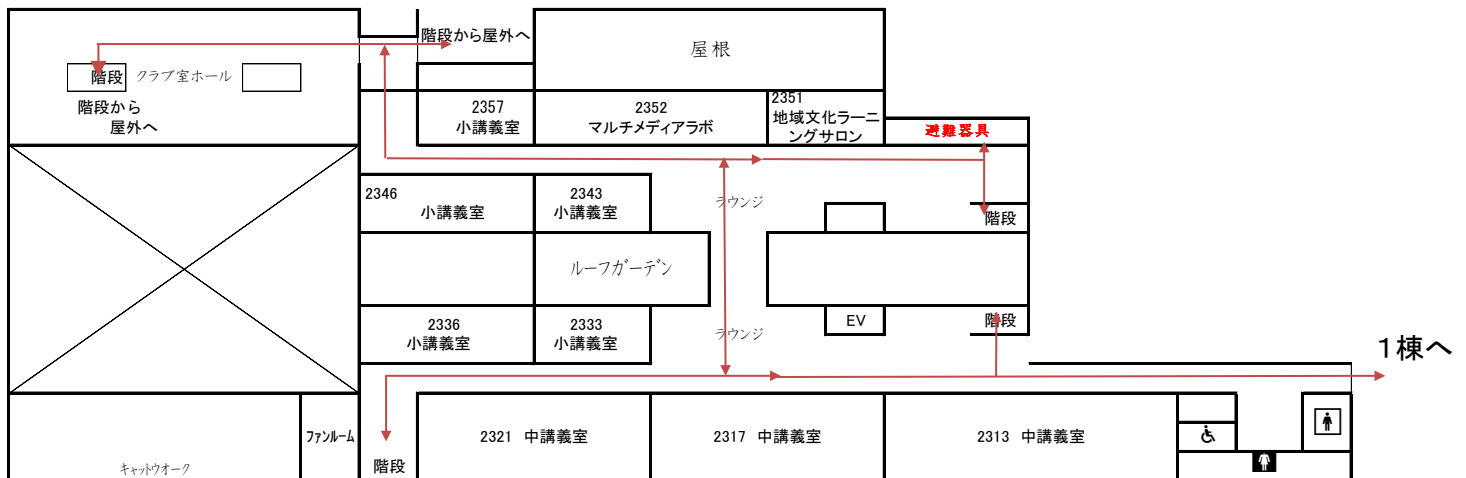 階段から屋外へ
屋根
階段
クラブ室ホール
階段から
屋外へ
2357
小講義室
2352
マルチメディアラボ
2351
地域文化ラーニ
ングサロン
避難器具
2346
小講義室
2343
小講義室
ラウンジ
階段
ルーフガーデン
2336
小講義室
2333
小講義室
ラウンジ
EV
階段
1棟へ
ファンルーム
2321 中講義室
2317 中講義室
2313 中講義室
キャットウオーク
階段